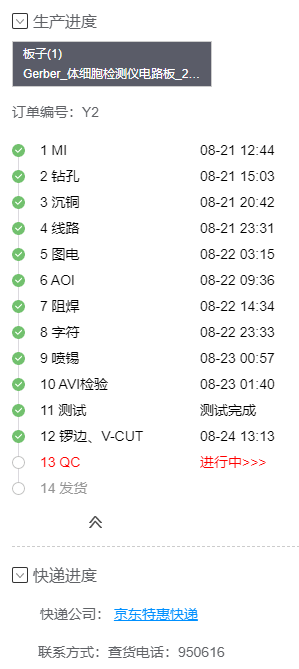 生产进度
板子(1)
Gerber_体细胞检测仪电路板_2...
订单编号：Y2
1 MI 08-21 12:44
2 钻孔 08-21 15:03
3 沉铜 08-21 20:42
4 线路 08-21 23:31
5 图电 08-22 03:15
6 AOI 08-22 09:36
7 阻焊 08-22 14:34
8 字符 08-22 23:33
9 喷锡 08-23 00:57
10 AVI检验 08-23 01:40
11 测试 测试完成
12 锣边、V-CUT 08-24 13:13
13 QC 进行中>>>
14 发货
快递进度
快递公司： 京东特惠快递
联系方式：查货电话：950616